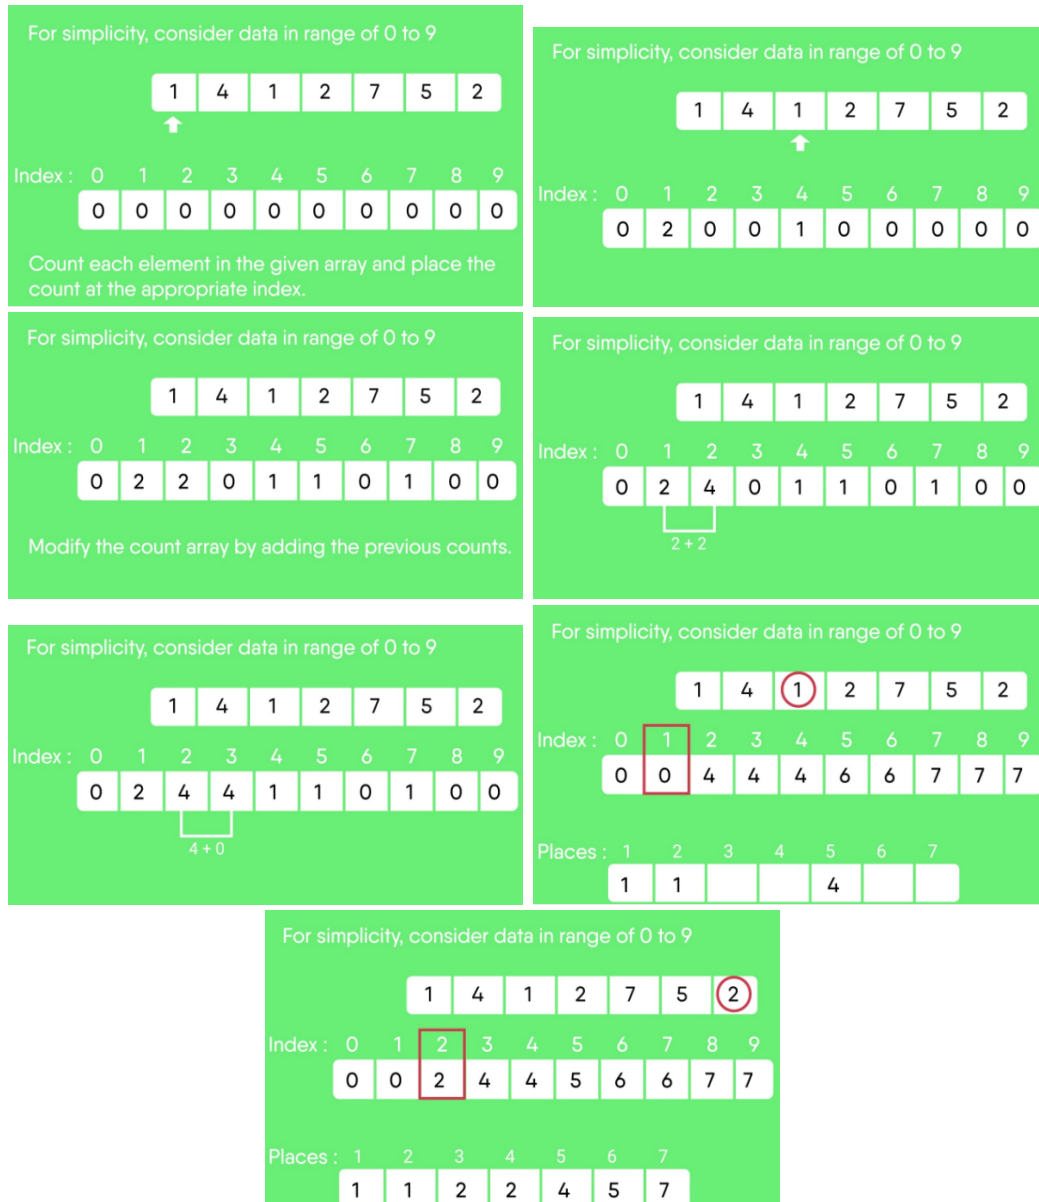 For simplicity, consider data in range of 0 to 9
1 4 1 2 7 5 2
Index : 0 1 2 3 4 5 6 7 8 9
0 0 0 0 0 0 0 0 0 0
Count each element in the given array and place the
count at the appropriate index.
For simplicity, consider data in range of 0 to 9
1 4 1 2 7 5 2
Index : 0 1 2 3 4 5 6 7 8 9
0 2 0 0 1 0 0 0 0 0
For simplicity, consider data in range of 0 to 9
1 4 1 2 7 5 2
Index : 0 1 2 3 4 5 6 7 8 9
0 2 2 0 1 1 0 1 0 0
Modify the count array by adding the previous counts.
For simplicity, consider data in range of 0 to 9
1 4 1 2 7 5 2
Index : 0 1 2 3 4 5 6 7 8 9
0 2 4 0 1 1 0 1 0 0
2 + 2
For simplicity, consider data in range of 0 to 9
1 4 1 2 7 5 2
Index : 0 1 2 3 4 5 6 7 8 9
0 2 4 4 1 1 0 1 0 0
4 + 0
For simplicity, consider data in range of 0 to 9
1 4 1 2 7 5 2
Index : 0 1 2 3 4 5 6 7 8 9
0 0 4 4 4 6 6 7 7 7
Places : 1 2 3 4 5 6 7
1 1 4
For simplicity, consider data in range of 0 to 9
1 4 1 2 7 5 2
Index : 0 1 2 3 4 5 6 7 8 9
0 0 2 4 4 5 6 6 7 7
Places : 1 2 3 4 5 6 7
1 1 2 2 4 5 7